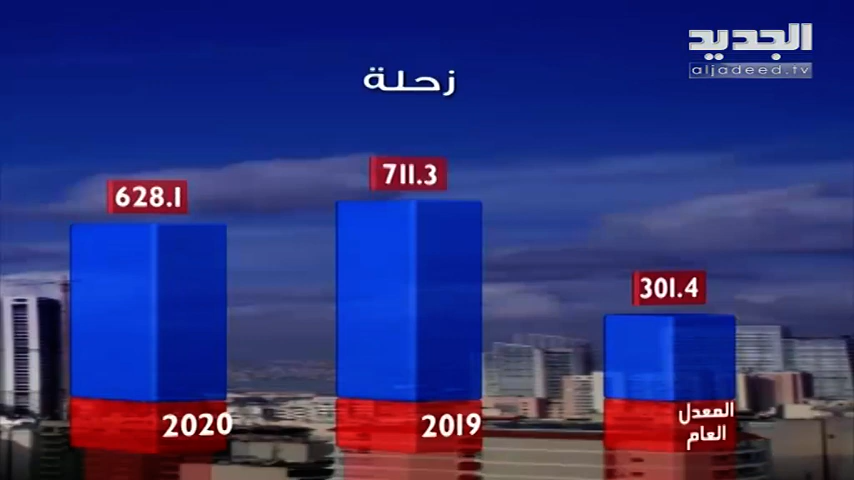 الجديد
aljadeed.tv
زحلة
711.3
628.1
301.4
2020
2019
المعدل
العام